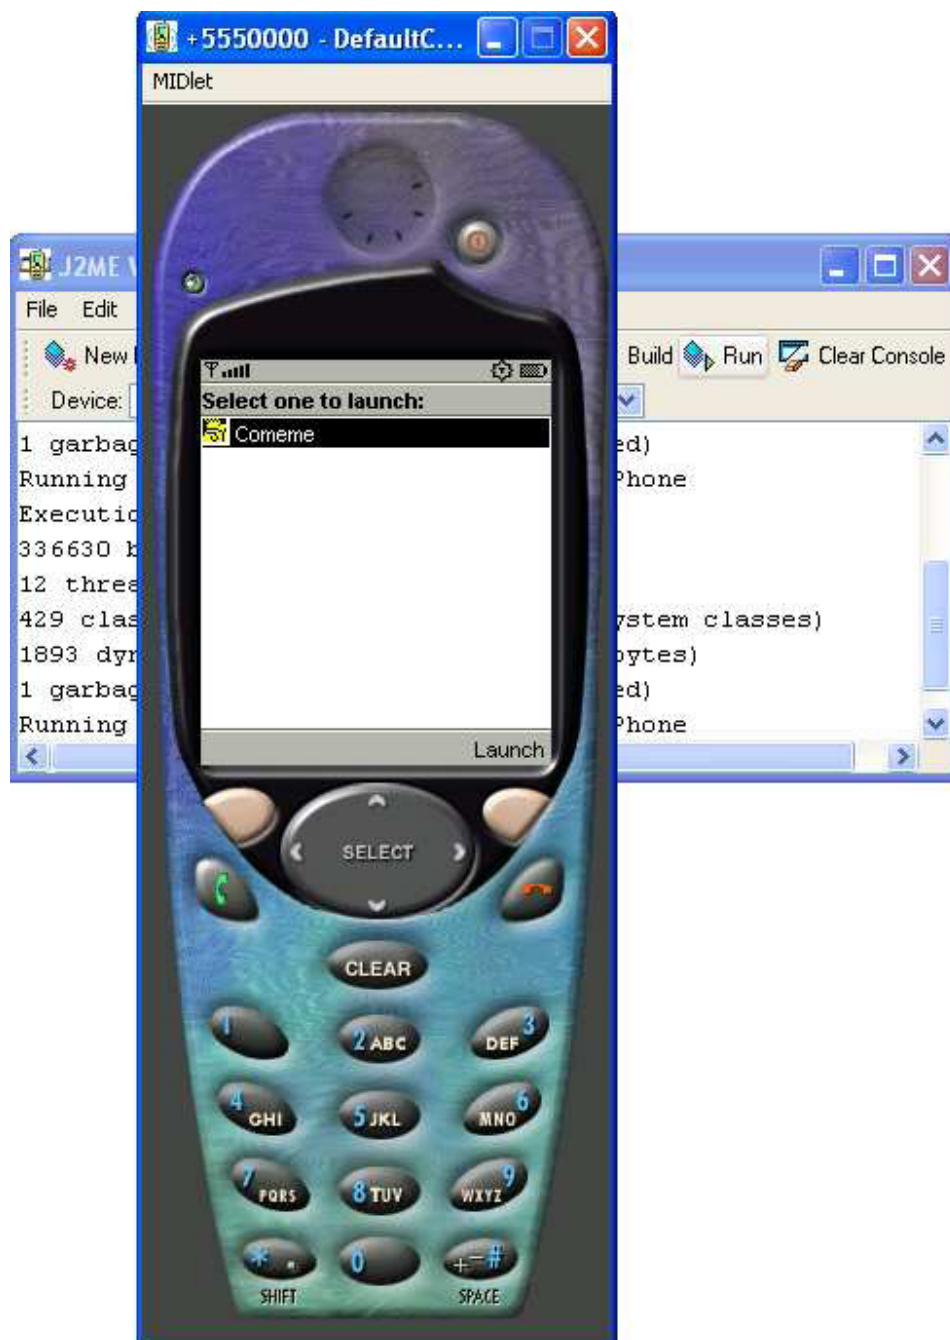 +5550000 - DefaultC...
MIDlet
J2ME
File Edit
New
Build Run Clear Console
Device:
Select one to launch:
Comeme
1 garbag ed)
Running Phone
Executio
336630 b
12 threa
429 clas ystem classes)
1893 dyn bytes)
1 garbag ed)
Running Phone
Launch
SELECT
CLEAR
1 2 ABC 3 DEF
4 GHI 5 JKL 6 MNO
7 PQRS 8 TUV 9 WXYZ
* . 0 +-#
SHIFT SPACE